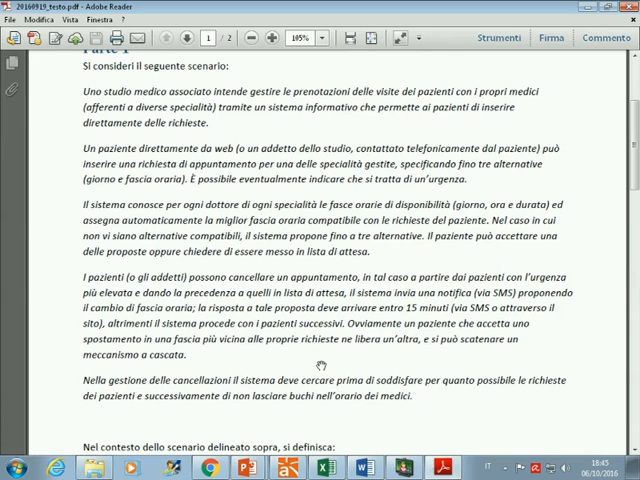 20160919_testo.pdf - Adobe Reader
File Modifica Vista Finestra ?
1 / 2 105% Strumenti Firma Commento
Parte 1
Si consideri il seguente scenario:
Uno studio medico associato intende gestire le prenotazioni delle visite dei pazienti con i propri medici
(afferenti a diverse specialità) tramite un sistema informativo che permette ai pazienti di inserire
direttamente delle richieste.
Un paziente direttamente da web (o un addetto dello studio, contattato telefonicamente dal paziente) può
inserire una richiesta di appuntamento per una delle specialità gestite, specificando fino tre alternative
(giorno e fascia oraria). È possibile eventualmente indicare che si tratta di un'urgenza.
Il sistema conosce per ogni dottore di ogni specialità le fasce orarie di disponibilità (giorno, ora e durata) ed
assegna automaticamente la miglior fascia oraria compatibile con le richieste del paziente. Nel caso in cui
non vi siano alternative compatibili, il sistema propone fino a tre alternative. Il paziente può accettare una
delle proposte oppure chiedere di essere messo in lista di attesa.
I pazienti (o gli addetti) possono cancellare un appuntamento, in tal caso a partire dai pazienti con l'urgenza
più elevata e dando la precedenza a quelli in lista di attesa, il sistema invia una notifica (via SMS) proponendo
il cambio di fascia oraria; la risposta a tale proposta deve arrivare entro 15 minuti (via SMS o attraverso il
sito), altrimenti il sistema procede con i pazienti successivi. Ovviamente un paziente che accetta uno
spostamento in una fascia più vicina alle proprie richieste ne libera un'altra, e si può scatenare un
meccanismo a cascata.
Nella gestione delle cancellazioni il sistema deve cercare prima di soddisfare per quanto possibile le richieste
dei pazienti e successivamente di non lasciare buchi nell'orario dei medici.
Nel contesto dello scenario delineato sopra, si definisca:
IT 18:45
06/10/2016